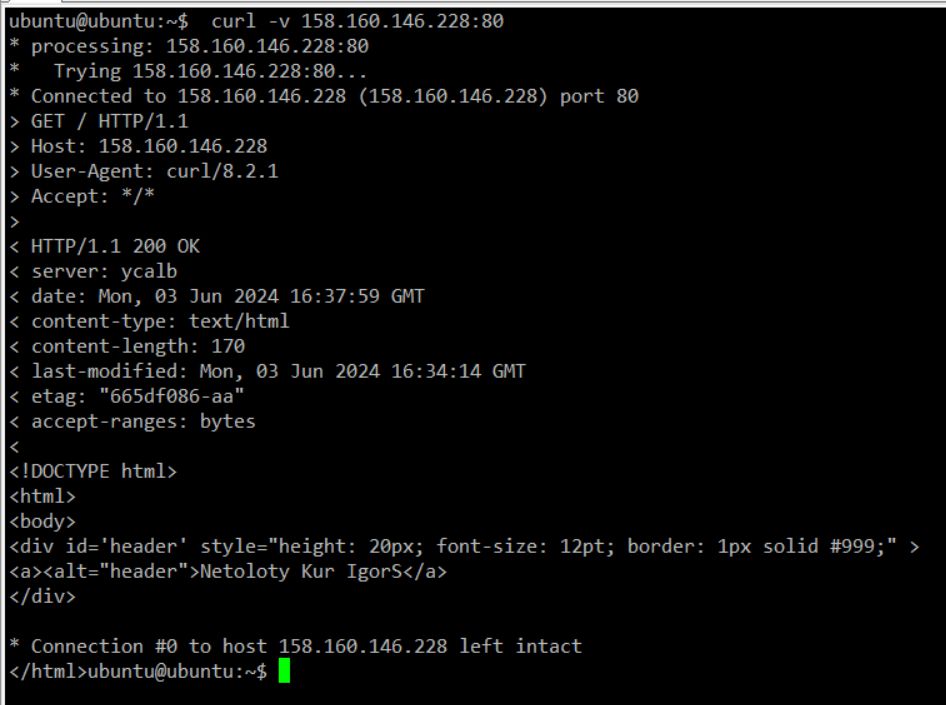 ubuntu@ubuntu:~$  curl -v 158.160.146.228:80
* processing: 158.160.146.228:80
*   Trying 158.160.146.228:80...
* Connected to 158.160.146.228 (158.160.146.228) port 80
> GET / HTTP/1.1
> Host: 158.160.146.228
> User-Agent: curl/8.2.1
> Accept: */*
>
< HTTP/1.1 200 OK
< server: ycalb
< date: Mon, 03 Jun 2024 16:37:59 GMT
< content-type: text/html
< content-length: 170
< last-modified: Mon, 03 Jun 2024 16:34:14 GMT
< etag: "665df086-aa"
< accept-ranges: bytes
<
<!DOCTYPE html>
<html>
<body>
<div id='header' style="height: 20px; font-size: 12pt; border: 1px solid #999;" >
<a><alt="header">Netoloty Kur IgorS</a>
</div>

* Connection #0 to host 158.160.146.228 left intact
</html>ubuntu@ubuntu:~$